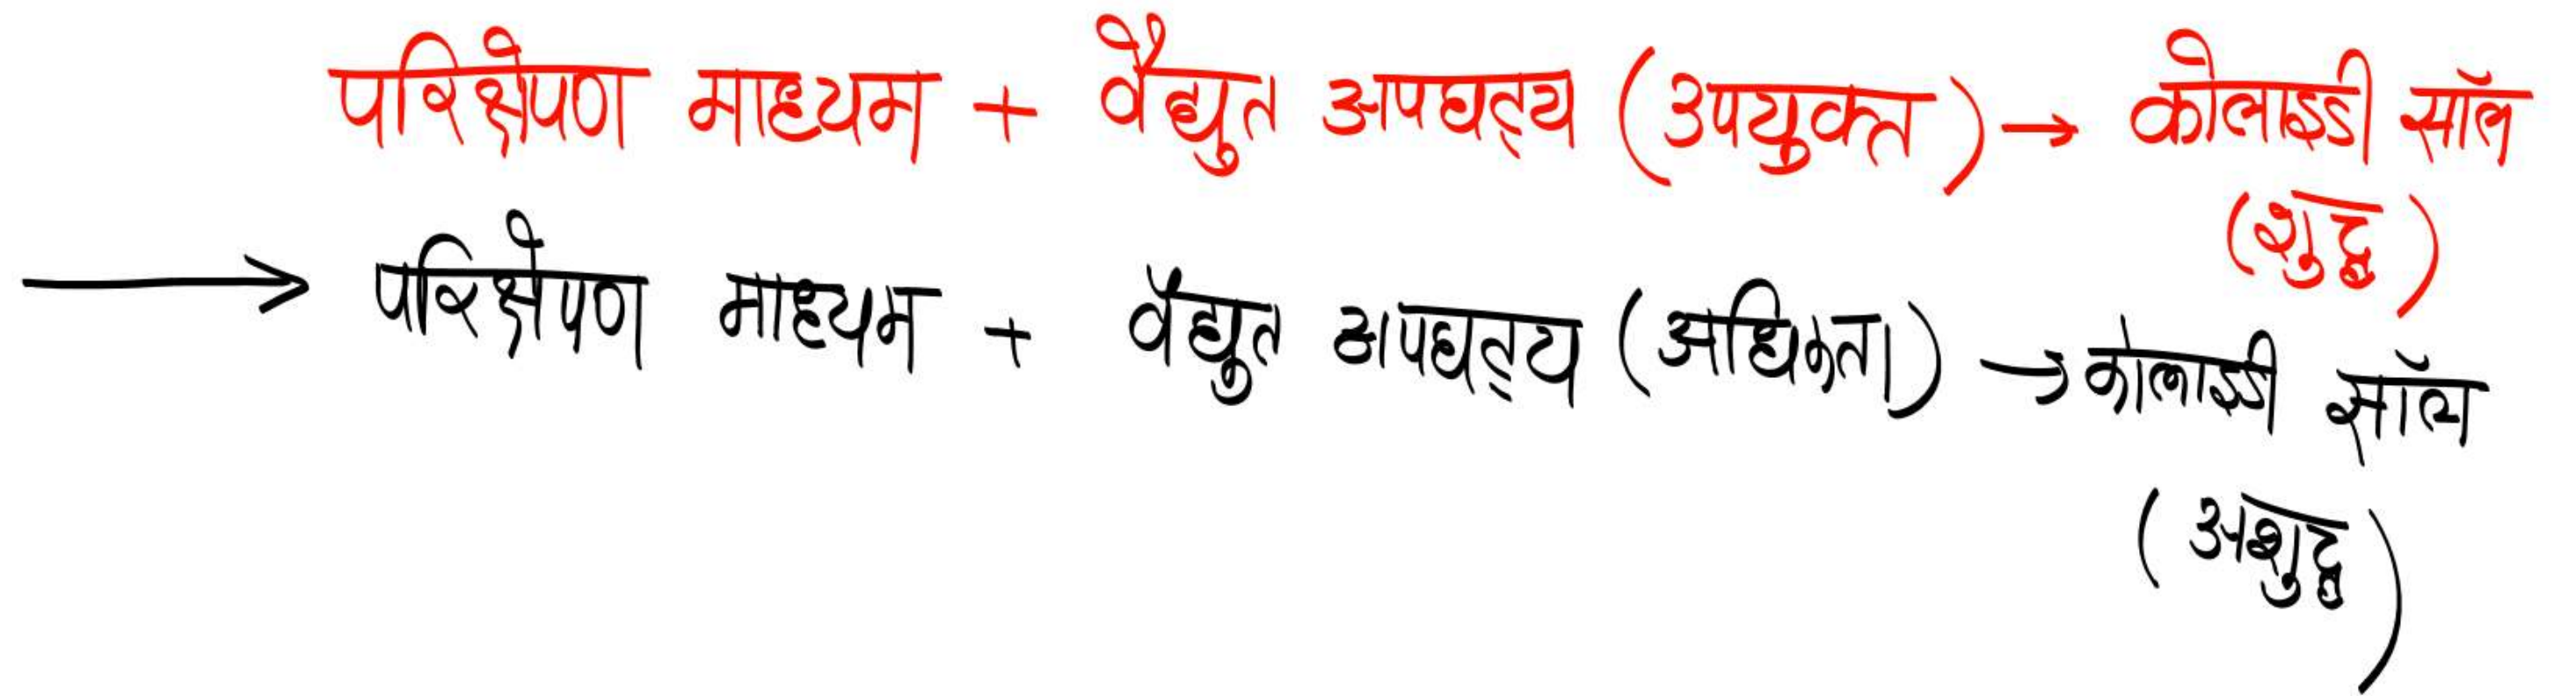 परिक्षेपण माध्यम + वैद्युत अपघट्य (उपयुक्त) → कोलाइडी सॉल
(शुद्ध)
→ परिक्षेपण माध्यम + वैद्युत अपघट्य (अधिकता) → कोलाइडी सॉल
(अशुद्ध)